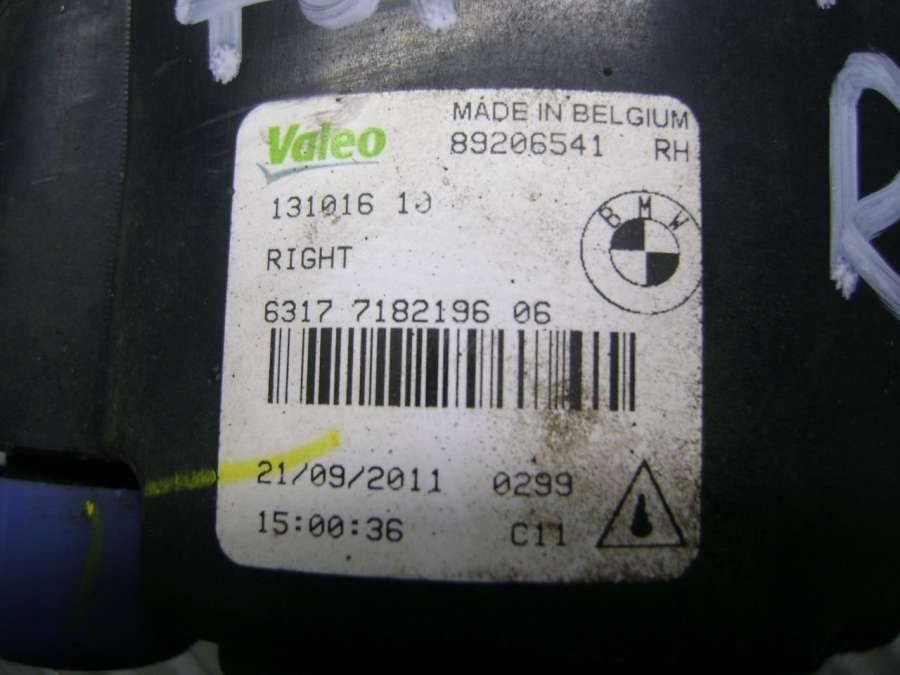 Valeo
MADE IN BELGIUM
89206541 RH
131016 10
BMW
RIGHT
6317 7182196 06
21/09/2011 0299
15:00:36 C11
R